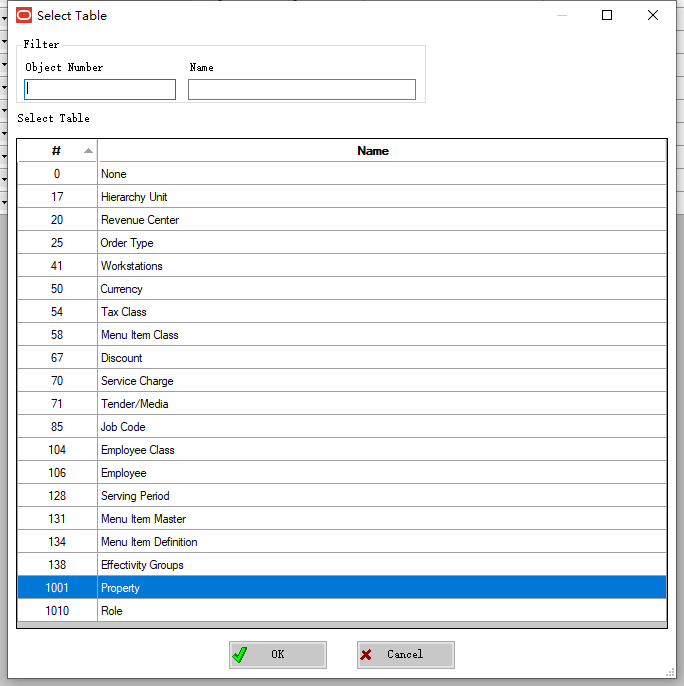 Select Table
Filter
Object Number Name
Select Table
# Name
0 None
17 Hierarchy Unit
20 Revenue Center
25 Order Type
41 Workstations
50 Currency
54 Tax Class
58 Menu Item Class
67 Discount
70 Service Charge
71 Tender/Media
85 Job Code
104 Employee Class
106 Employee
128 Serving Period
131 Menu Item Master
134 Menu Item Definition
138 Effectivity Groups
1001 Property
1010 Role
OK Cancel